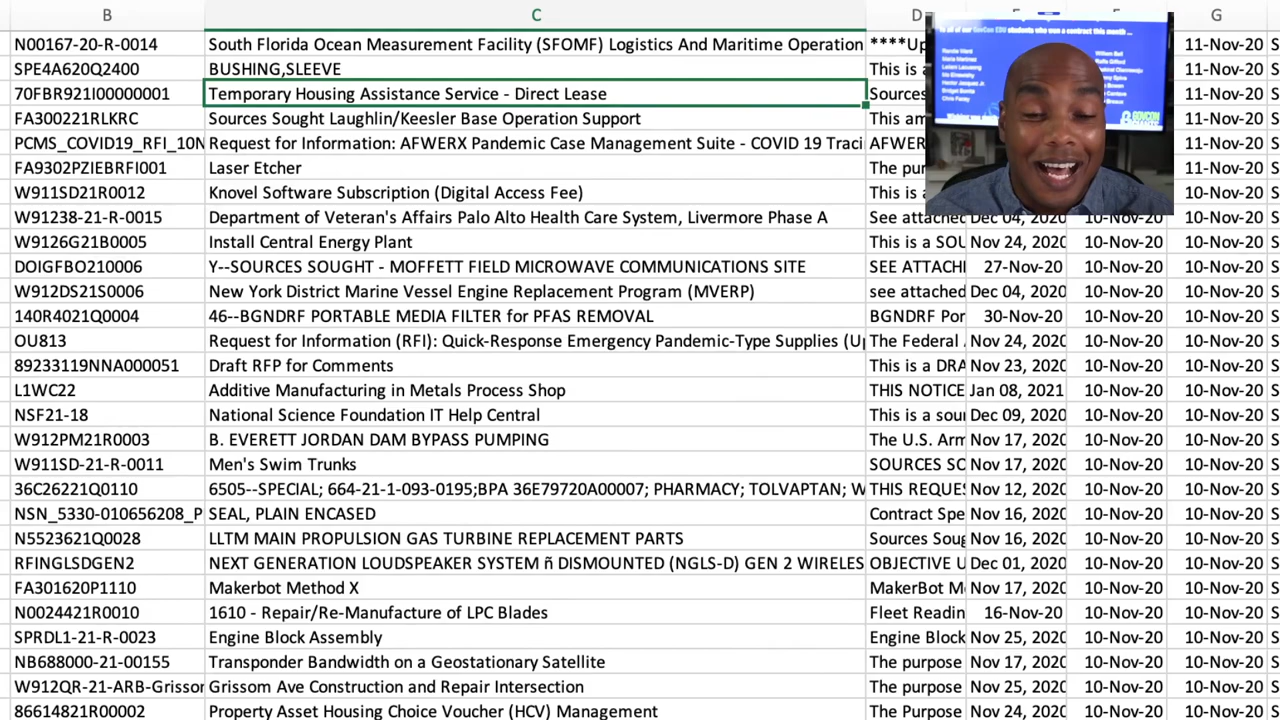 B C D E F G
N00167-20-R-0014 South Florida Ocean Measurement Facility (SFOMF) Logistics And Maritime Operation ****Up 11-Nov-20 S
to all of our GovCon EDU students who won a contract this month ...
SPE4A620Q2400 BUSHING,SLEEVE This is a 11-Nov-20 S
70FBR921I00000001 Temporary Housing Assistance Service - Direct Lease Sources 11-Nov-20 S
FA300221RLKRC Sources Sought Laughlin/Keesler Base Operation Support This am 11-Nov-20 S
PCMS_COVID19_RFI_10N Request for Information: AFWERX Pandemic Case Management Suite - COVID 19 Traci AFWER 11-Nov-20 S
FA9302PZIEBRFI001 Laser Etcher The pur 11-Nov-20 S
W911SD21R0012 Knovel Software Subscription (Digital Access Fee) This is a 10-Nov-20 S
W91238-21-R-0015 Department of Veteran's Affairs Palo Alto Health Care System, Livermore Phase A See attached Dec 04, 2020 10-Nov-20 10-Nov-20 S
W9126G21B0005 Install Central Energy Plant This is a SOU Nov 24, 2020 10-Nov-20 10-Nov-20 S
DOIGFBO210006 Y--SOURCES SOUGHT - MOFFETT FIELD MICROWAVE COMMUNICATIONS SITE SEE ATTACHI 27-Nov-20 10-Nov-20 10-Nov-20 S
W912DS21S0006 New York District Marine Vessel Engine Replacement Program (MVERP) see attached Dec 04, 2020 10-Nov-20 10-Nov-20 S
140R4021Q0004 46--BGNDRF PORTABLE MEDIA FILTER for PFAS REMOVAL BGNDRF Por 30-Nov-20 10-Nov-20 10-Nov-20 S
OU813 Request for Information (RFI): Quick-Response Emergency Pandemic-Type Supplies (Up The Federal Nov 24, 2020 10-Nov-20 10-Nov-20 S
89233119NNA000051 Draft RFP for Comments This is a DRA Nov 23, 2020 10-Nov-20 10-Nov-20 S
L1WC22 Additive Manufacturing in Metals Process Shop THIS NOTICE Jan 08, 2021 10-Nov-20 10-Nov-20 S
NSF21-18 National Science Foundation IT Help Central This is a sour Dec 09, 2020 10-Nov-20 10-Nov-20 S
W912PM21R0003 B. EVERETT JORDAN DAM BYPASS PUMPING The U.S. Arm Nov 17, 2020 10-Nov-20 10-Nov-20 S
W911SD-21-R-0011 Men's Swim Trunks SOURCES SO Nov 17, 2020 10-Nov-20 10-Nov-20 S
36C26221Q0110 6505--SPECIAL; 664-21-1-093-0195;BPA 36E79720A00007; PHARMACY; TOLVAPTAN; W THIS REQUES Nov 12, 2020 10-Nov-20 10-Nov-20 S
NSN_5330-010656208_P SEAL, PLAIN ENCASED Contract Spe Nov 16, 2020 10-Nov-20 10-Nov-20 S
N5523621Q0028 LLTM MAIN PROPULSION GAS TURBINE REPLACEMENT PARTS Sources Soug Nov 16, 2020 10-Nov-20 10-Nov-20 S
RFINGLSDGEN2 NEXT GENERATION LOUDSPEAKER SYSTEM ñ DISMOUNTED (NGLS-D) GEN 2 WIRELES OBJECTIVE U Dec 01, 2020 10-Nov-20 10-Nov-20 S
FA301620P1110 Makerbot Method X MakerBot M Nov 17, 2020 10-Nov-20 10-Nov-20 S
N0024421R0010 1610 - Repair/Re-Manufacture of LPC Blades Fleet Readin 16-Nov-20 10-Nov-20 10-Nov-20 S
SPRDL1-21-R-0023 Engine Block Assembly Engine Block Nov 25, 2020 10-Nov-20 10-Nov-20 S
NB688000-21-00155 Transponder Bandwidth on a Geostationary Satellite The purpose Nov 17, 2020 10-Nov-20 10-Nov-20 S
W912QR-21-ARB-Grissor Grissom Ave Construction and Repair Intersection The purpose Nov 25, 2020 10-Nov-20 10-Nov-20 S
86614821R00002 Property Asset Housing Choice Voucher (HCV) Management The Purpose Nov 24, 2020 10-Nov-20 10-Nov-20 S